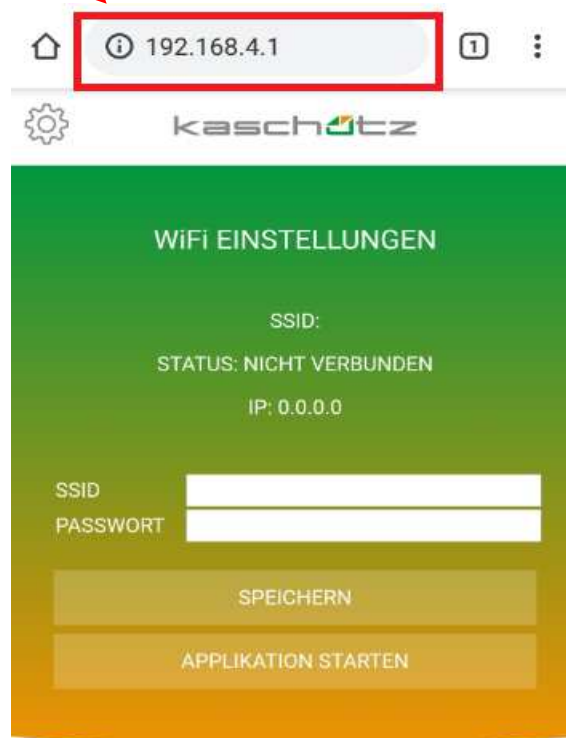 192.168.4.1
1
kaschütz
WiFi EINSTELLUNGEN
SSID:
STATUS: NICHT VERBUNDEN
IP: 0.0.0.0
SSID
PASSWORT
SPEICHERN
APPLIKATION STARTEN